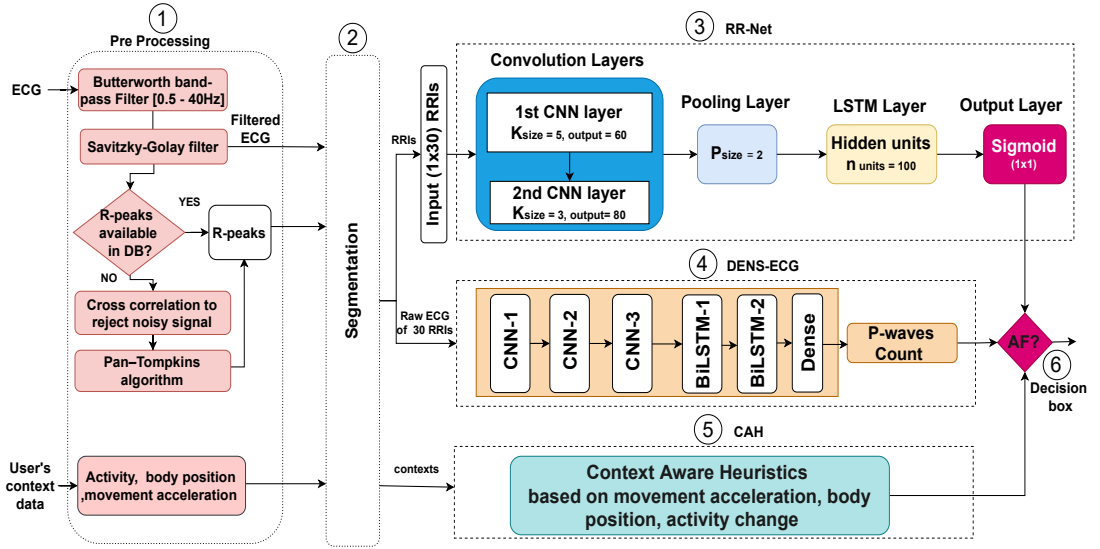 1
Pre Processing
ECG
Butterworth band-
pass Filter [0.5 - 40Hz]
Filtered
ECG
Savitzky-Golay filter
R-peaks
available
in DB?
YES
R-peaks
NO
Cross correlation to
reject noisy signal
Pan–Tompkins
algorithm
User's
context
data
Activity, body position
,movement acceleration
2
Segmentation
RRIs
Raw ECG
of 30 RRIs
contexts
3 RR-Net
Input (1x30) RRIs
Convolution Layers
1st CNN layer
Ksize = 5, output = 60
2nd CNN layer
Ksize = 3, output= 80
Pooling Layer
Psize = 2
LSTM Layer
Hidden units
n units = 100
Output Layer
Sigmoid
(1x1)
4 DENS-ECG
CNN-1
CNN-2
CNN-3
BiLSTM-1
BiLSTM-2
Dense
P-waves
Count
5 CAH
Context Aware Heuristics
based on movement acceleration, body
position, activity change
AF?
6
Decision
box